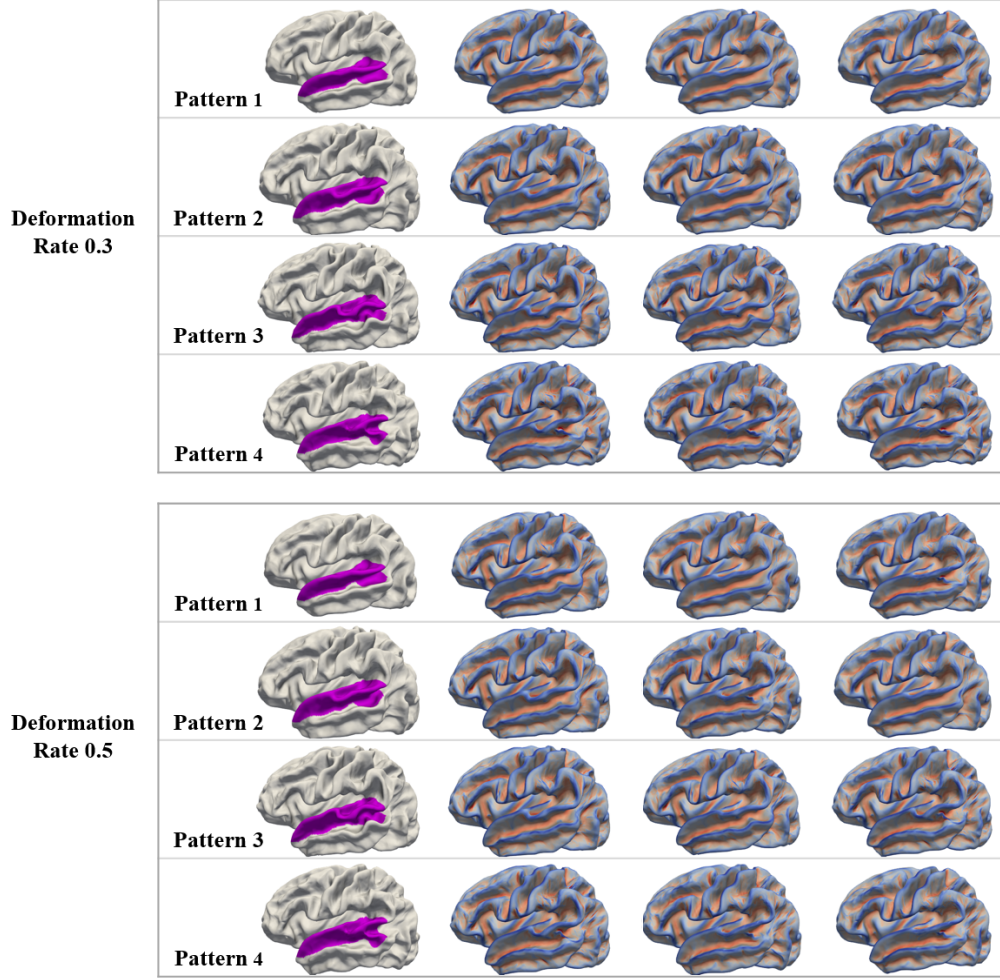 Pattern 1
Pattern 2
Deformation
Rate 0.3
Pattern 3
Pattern 4
Pattern 1
Pattern 2
Deformation
Rate 0.5
Pattern 3
Pattern 4